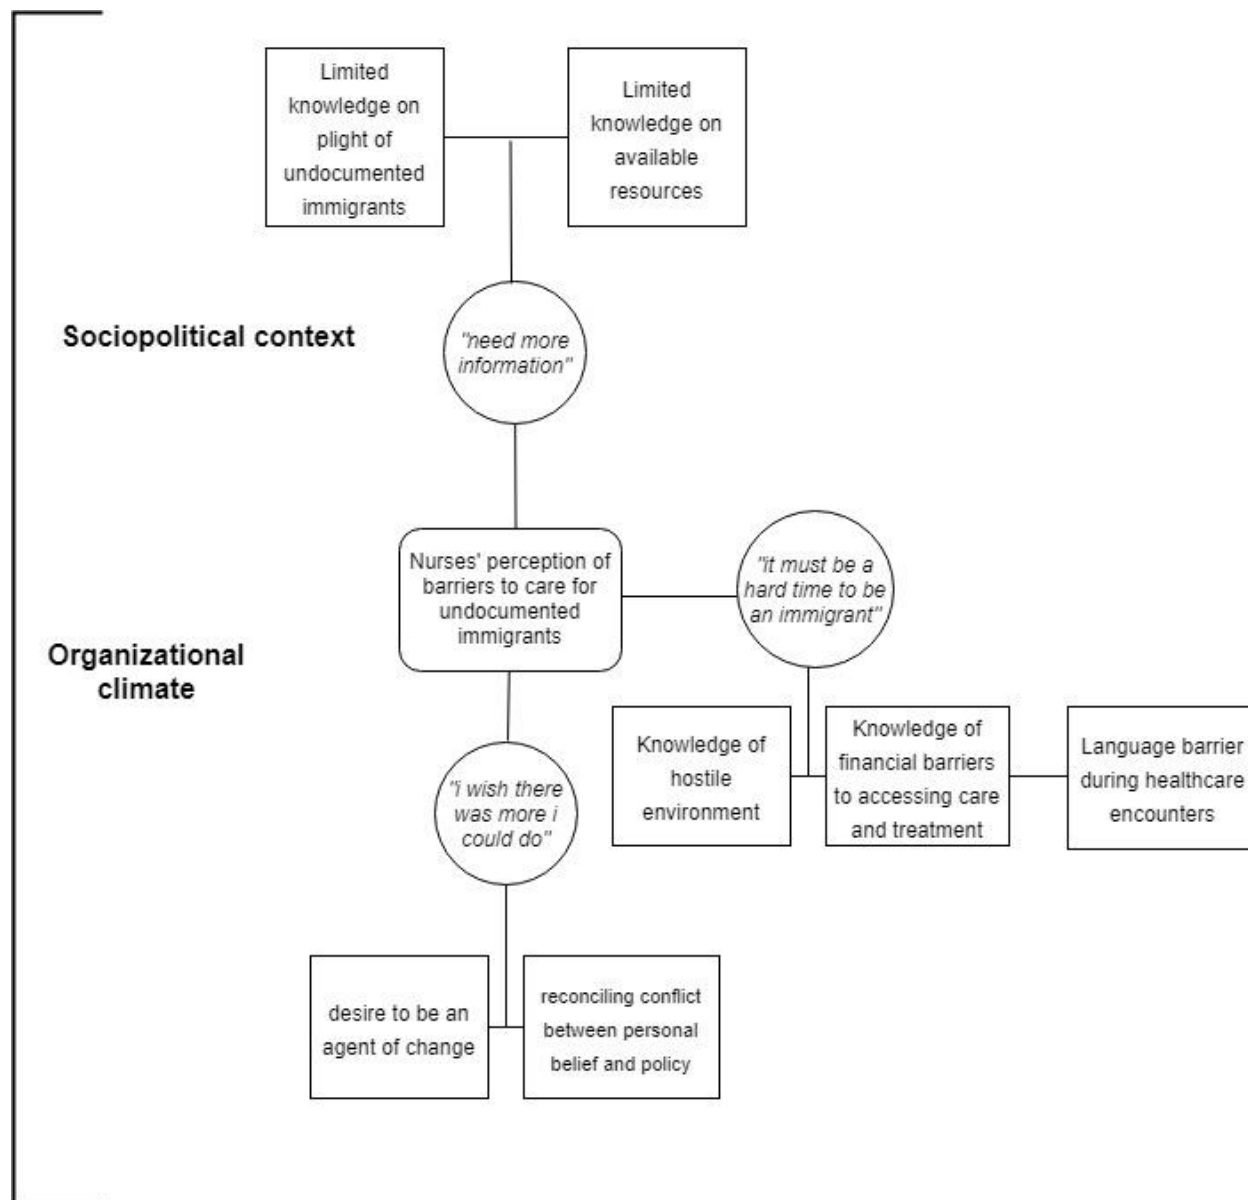 Limited
knowledge on
plight of
undocumented
immigrants
Limited
knowledge on
available
resources
Sociopolitical context
"need more
information"
Nurses' perception of
barriers to care for
undocumented
immigrants
"it must be a
hard time to be
an immigrant"
Organizational
climate
Knowledge of
hostile
environment
Knowledge of
financial barriers
to accessing care
and treatment
Language barrier
during healthcare
encounters
"i wish there
was more i
could do"
desire to be an
agent of change
reconciling conflict
between personal
belief and policy